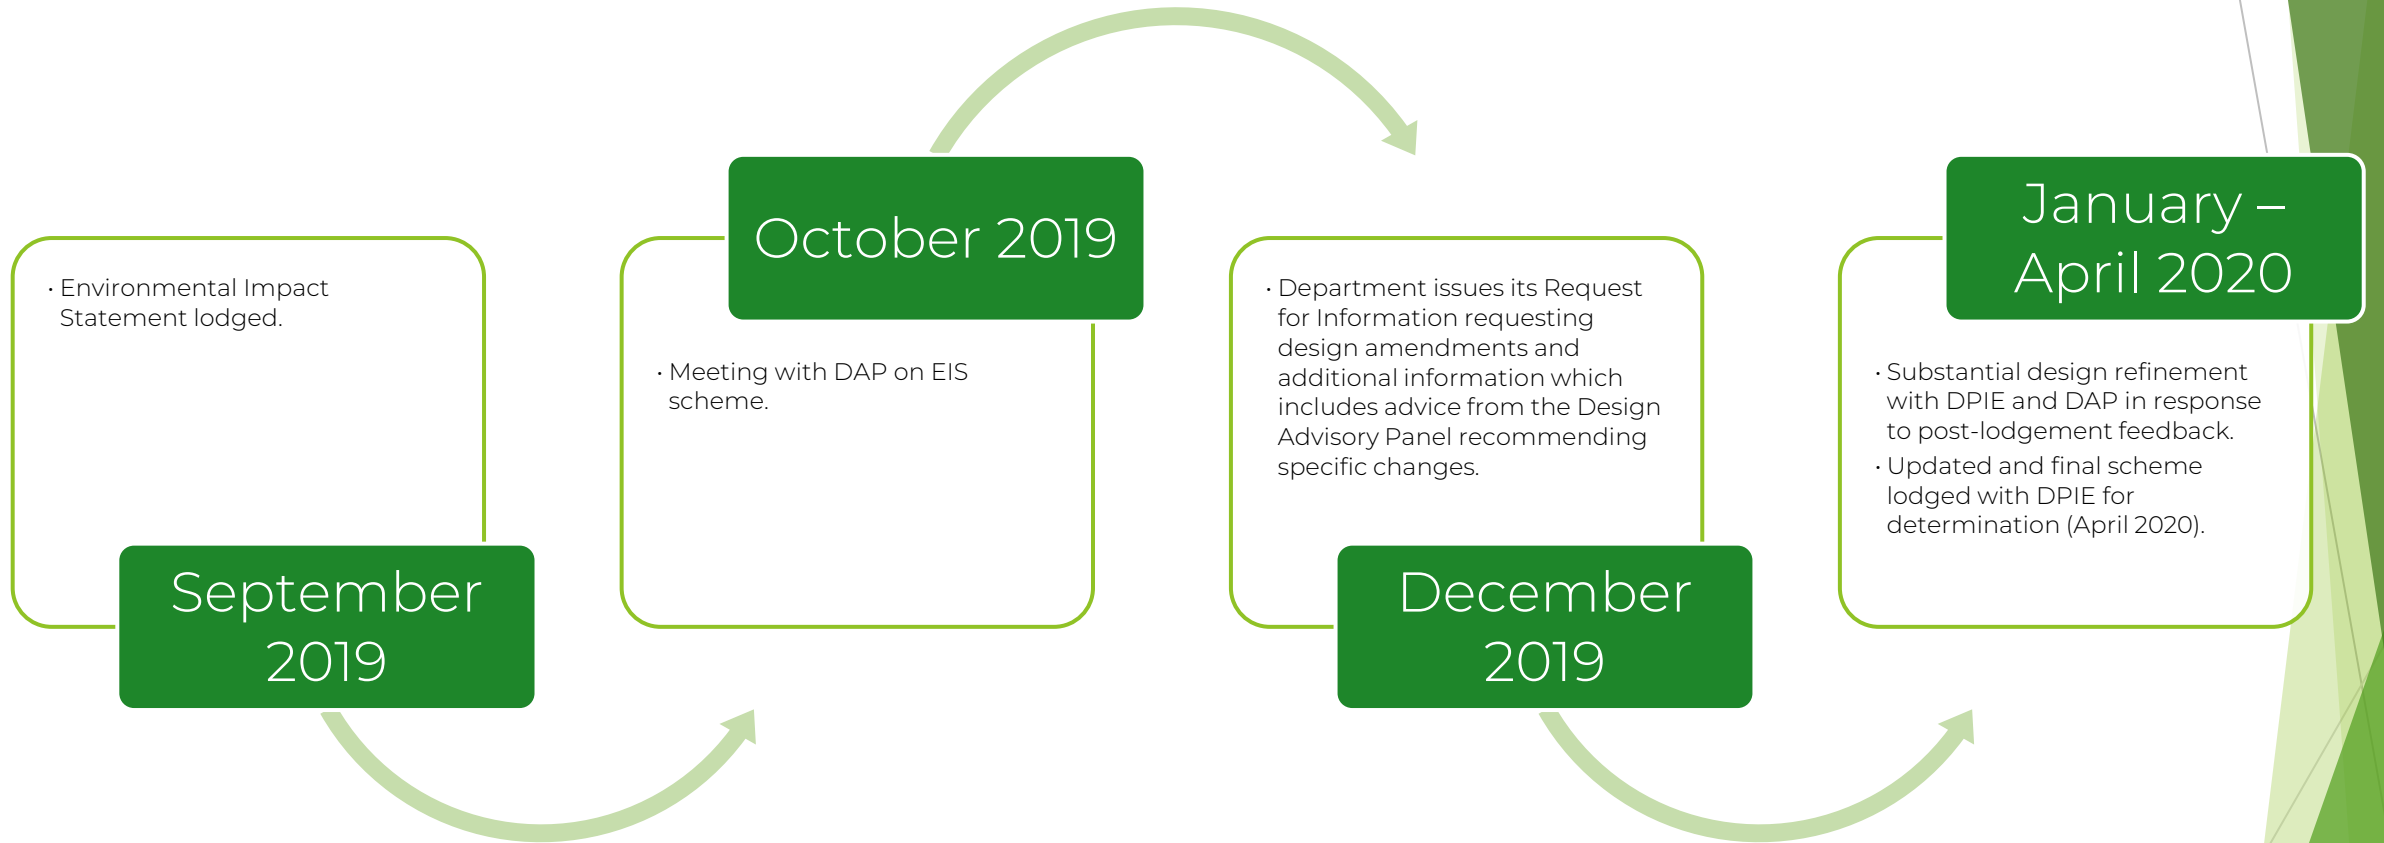 · Environmental Impact
Statement lodged.
September
2019
October 2019
· Meeting with DAP on EIS
scheme.
· Department issues its Request
for Information requesting
design amendments and
additional information which
includes advice from the Design
Advisory Panel recommending
specific changes.
December
2019
January –
April 2020
· Substantial design refinement
with DPIE and DAP in response
to post-lodgement feedback.
· Updated and final scheme
lodged with DPIE for
determination (April 2020).